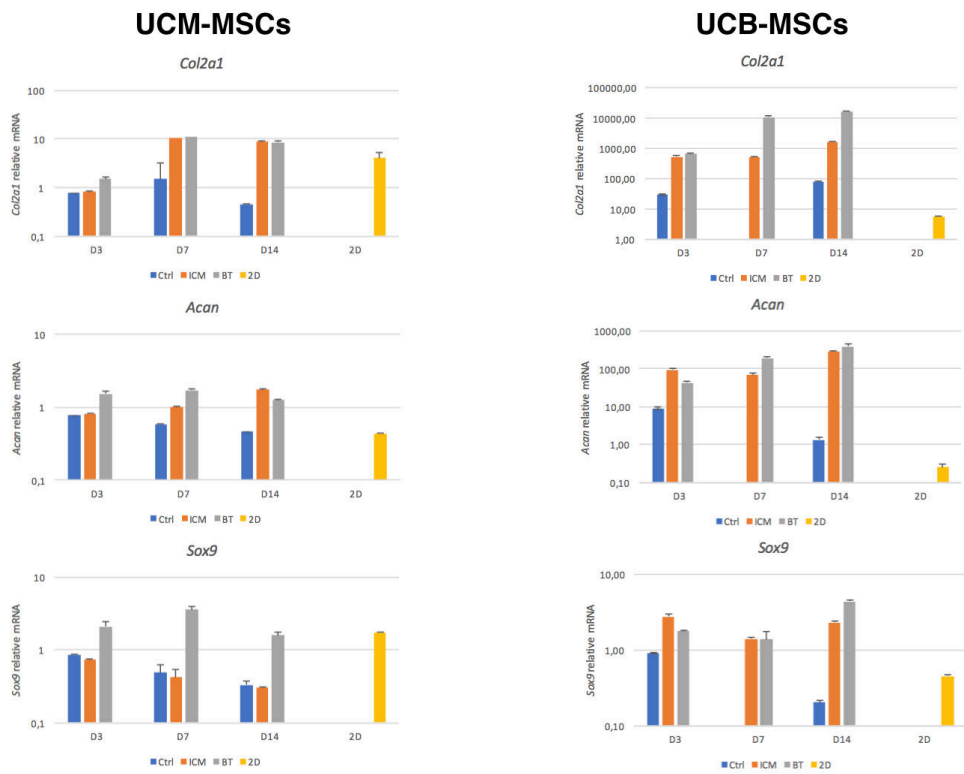 UCM-MSCs
Col2a1
Col2a1 relative mRNA
100
10
1
0,1
D3 D7 D14 2D
Ctrl ICM BT 2D
Acan
Acan relative mRNA
10
1
0,1
D3 D7 D14 2D
Ctrl ICM BT 2D
Sox9
Sox9 relative mRNA
10
1
0,1
D3 D7 D14 2D
Ctrl ICM BT 2D
UCB-MSCs
Col2a1
Col2a1 relative mRNA
100000,00
10000,00
1000,00
100,00
10,00
1,00
D3 D7 D14 2D
Ctrl ICM BT 2D
Acan
Acan relative mRNA
1000,00
100,00
10,00
1,00
0,10
D3 D7 D14 2D
Ctrl ICM BT 2D
Sox9
Sox9 relative mRNA
10,00
1,00
0,10
D3 D7 D14 2D
Ctrl ICM BT 2D